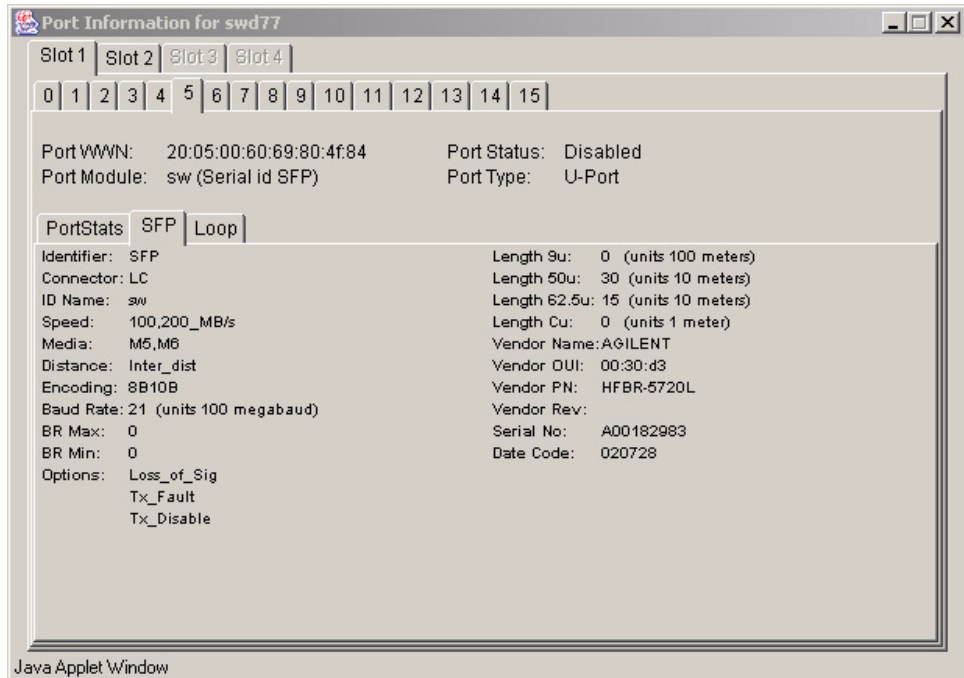 Port Information for swd77
Slot 1 Slot 2 Slot 3 Slot 4
0 1 2 3 4 5 6 7 8 9 10 11 12 13 14 15
Port WWN: 20:05:00:60:69:80:4f:84 Port Status: Disabled
Port Module: sw (Serial id SFP) Port Type: U-Port
PortStats SFP Loop
Identifier: SFP Length 9u: 0 (units 100 meters)
Connector: LC Length 50u: 30 (units 10 meters)
ID Name: sw Length 62.5u: 15 (units 10 meters)
Speed: 100,200_MB/s Length Cu: 0 (units 1 meter)
Media: M5,M6 Vendor Name: AGILENT
Distance: Inter_dist Vendor OUI: 00:30:d3
Encoding: 8B10B Vendor PN: HFBR-5720L
Baud Rate: 21 (units 100 megabaud) Vendor Rev:
BR Max: 0 Serial No: A00182983
BR Min: 0 Date Code: 020728
Options: Loss_of_Sig
Tx_Fault
Tx_Disable
Java Applet Window